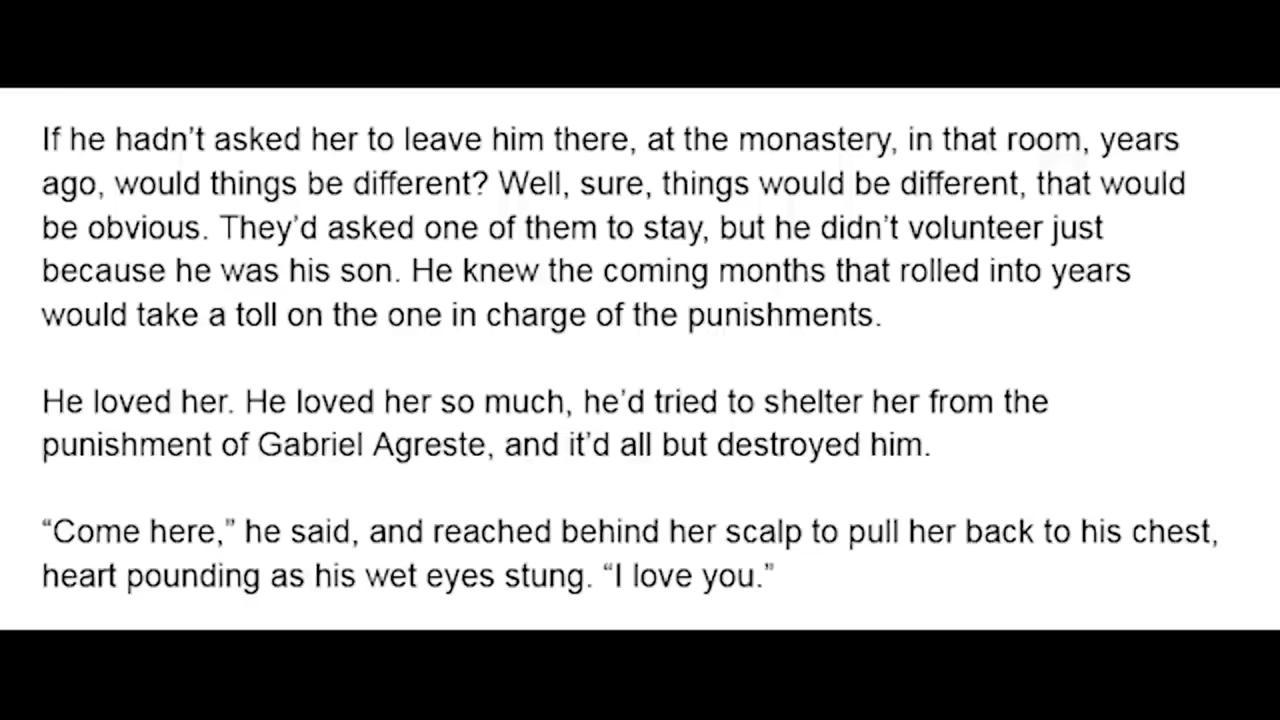 If he hadn’t asked her to leave him there, at the monastery, in that room, years
ago, would things be different? Well, sure, things would be different, that would
be obvious. They’d asked one of them to stay, but he didn’t volunteer just
because he was his son. He knew the coming months that rolled into years
would take a toll on the one in charge of the punishments.
He loved her. He loved her so much, he’d tried to shelter her from the
punishment of Gabriel Agreste, and it’d all but destroyed him.
“Come here,” he said, and reached behind her scalp to pull her back to his chest,
heart pounding as his wet eyes stung. “I love you.”